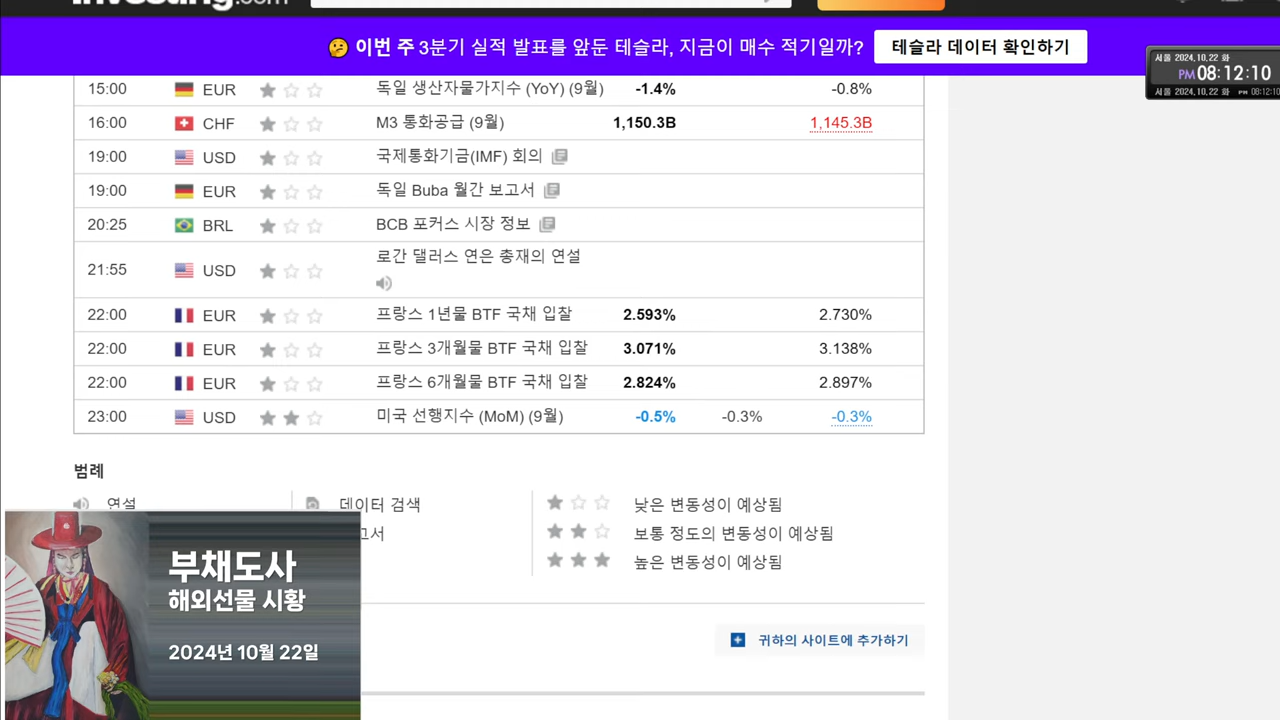 Investing.com
🤔 이번 주 3분기 실적 발표를 앞둔 테슬라, 지금이 매수 적기일까? 테슬라 데이터 확인하기
서울 2024.10.22 화
PM 08:12:10
서울 2024.10.22 화 PM 08:12:10
15:00 EUR 독일 생산자물가지수 (YoY) (9월) -1.4% -0.8%
16:00 CHF M3 통화공급 (9월) 1,150.3B 1,145.3B
19:00 USD 국제통화기금(IMF) 회의
19:00 EUR 독일 Buba 월간 보고서
20:25 BRL BCB 포커스 시장 정보
21:55 USD 로간 댈러스 연은 총재의 연설
22:00 EUR 프랑스 1년물 BTF 국채 입찰 2.593% 2.730%
22:00 EUR 프랑스 3개월물 BTF 국채 입찰 3.071% 3.138%
22:00 EUR 프랑스 6개월물 BTF 국채 입찰 2.824% 2.897%
23:00 USD 미국 선행지수 (MoM) (9월) -0.5% -0.3% -0.3%
범례
연설 데이터 검색 낮은 변동성이 예상됨
고서 보통 정도의 변동성이 예상됨
높은 변동성이 예상됨
귀하의 사이트에 추가하기
부채도사
해외선물 시황
2024년 10월 22일